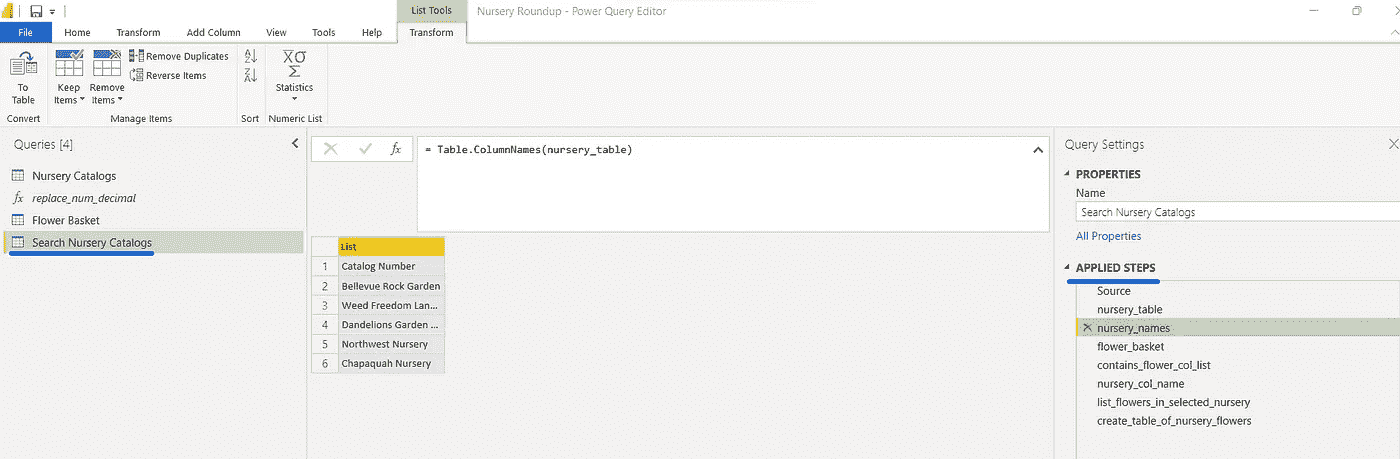 List Tools
Nursery Roundup - Power Query Editor
File
Home
Transform
Add Column
View
Tools
Help
Transform
To
Table
Keep
Items
Remove
Items
Remove Duplicates
Reverse Items
Statistics
Convert
Manage Items
Sort
Numeric List
Queries [4]
Nursery Catalogs
fx replace_num_decimal
Flower Basket
Search Nursery Catalogs
fx
= Table.ColumnNames(nursery_table)
List
1 Catalog Number
2 Bellevue Rock Garden
3 Weed Freedom Lan...
4 Dandelions Garden ...
5 Northwest Nursery
6 Chapaquah Nursery
Query Settings
PROPERTIES
Name
Search Nursery Catalogs
All Properties
APPLIED STEPS
Source
nursery_table
nursery_names
flower_basket
contains_flower_col_list
nursery_col_name
list_flowers_in_selected_nursery
create_table_of_nursery_flowers